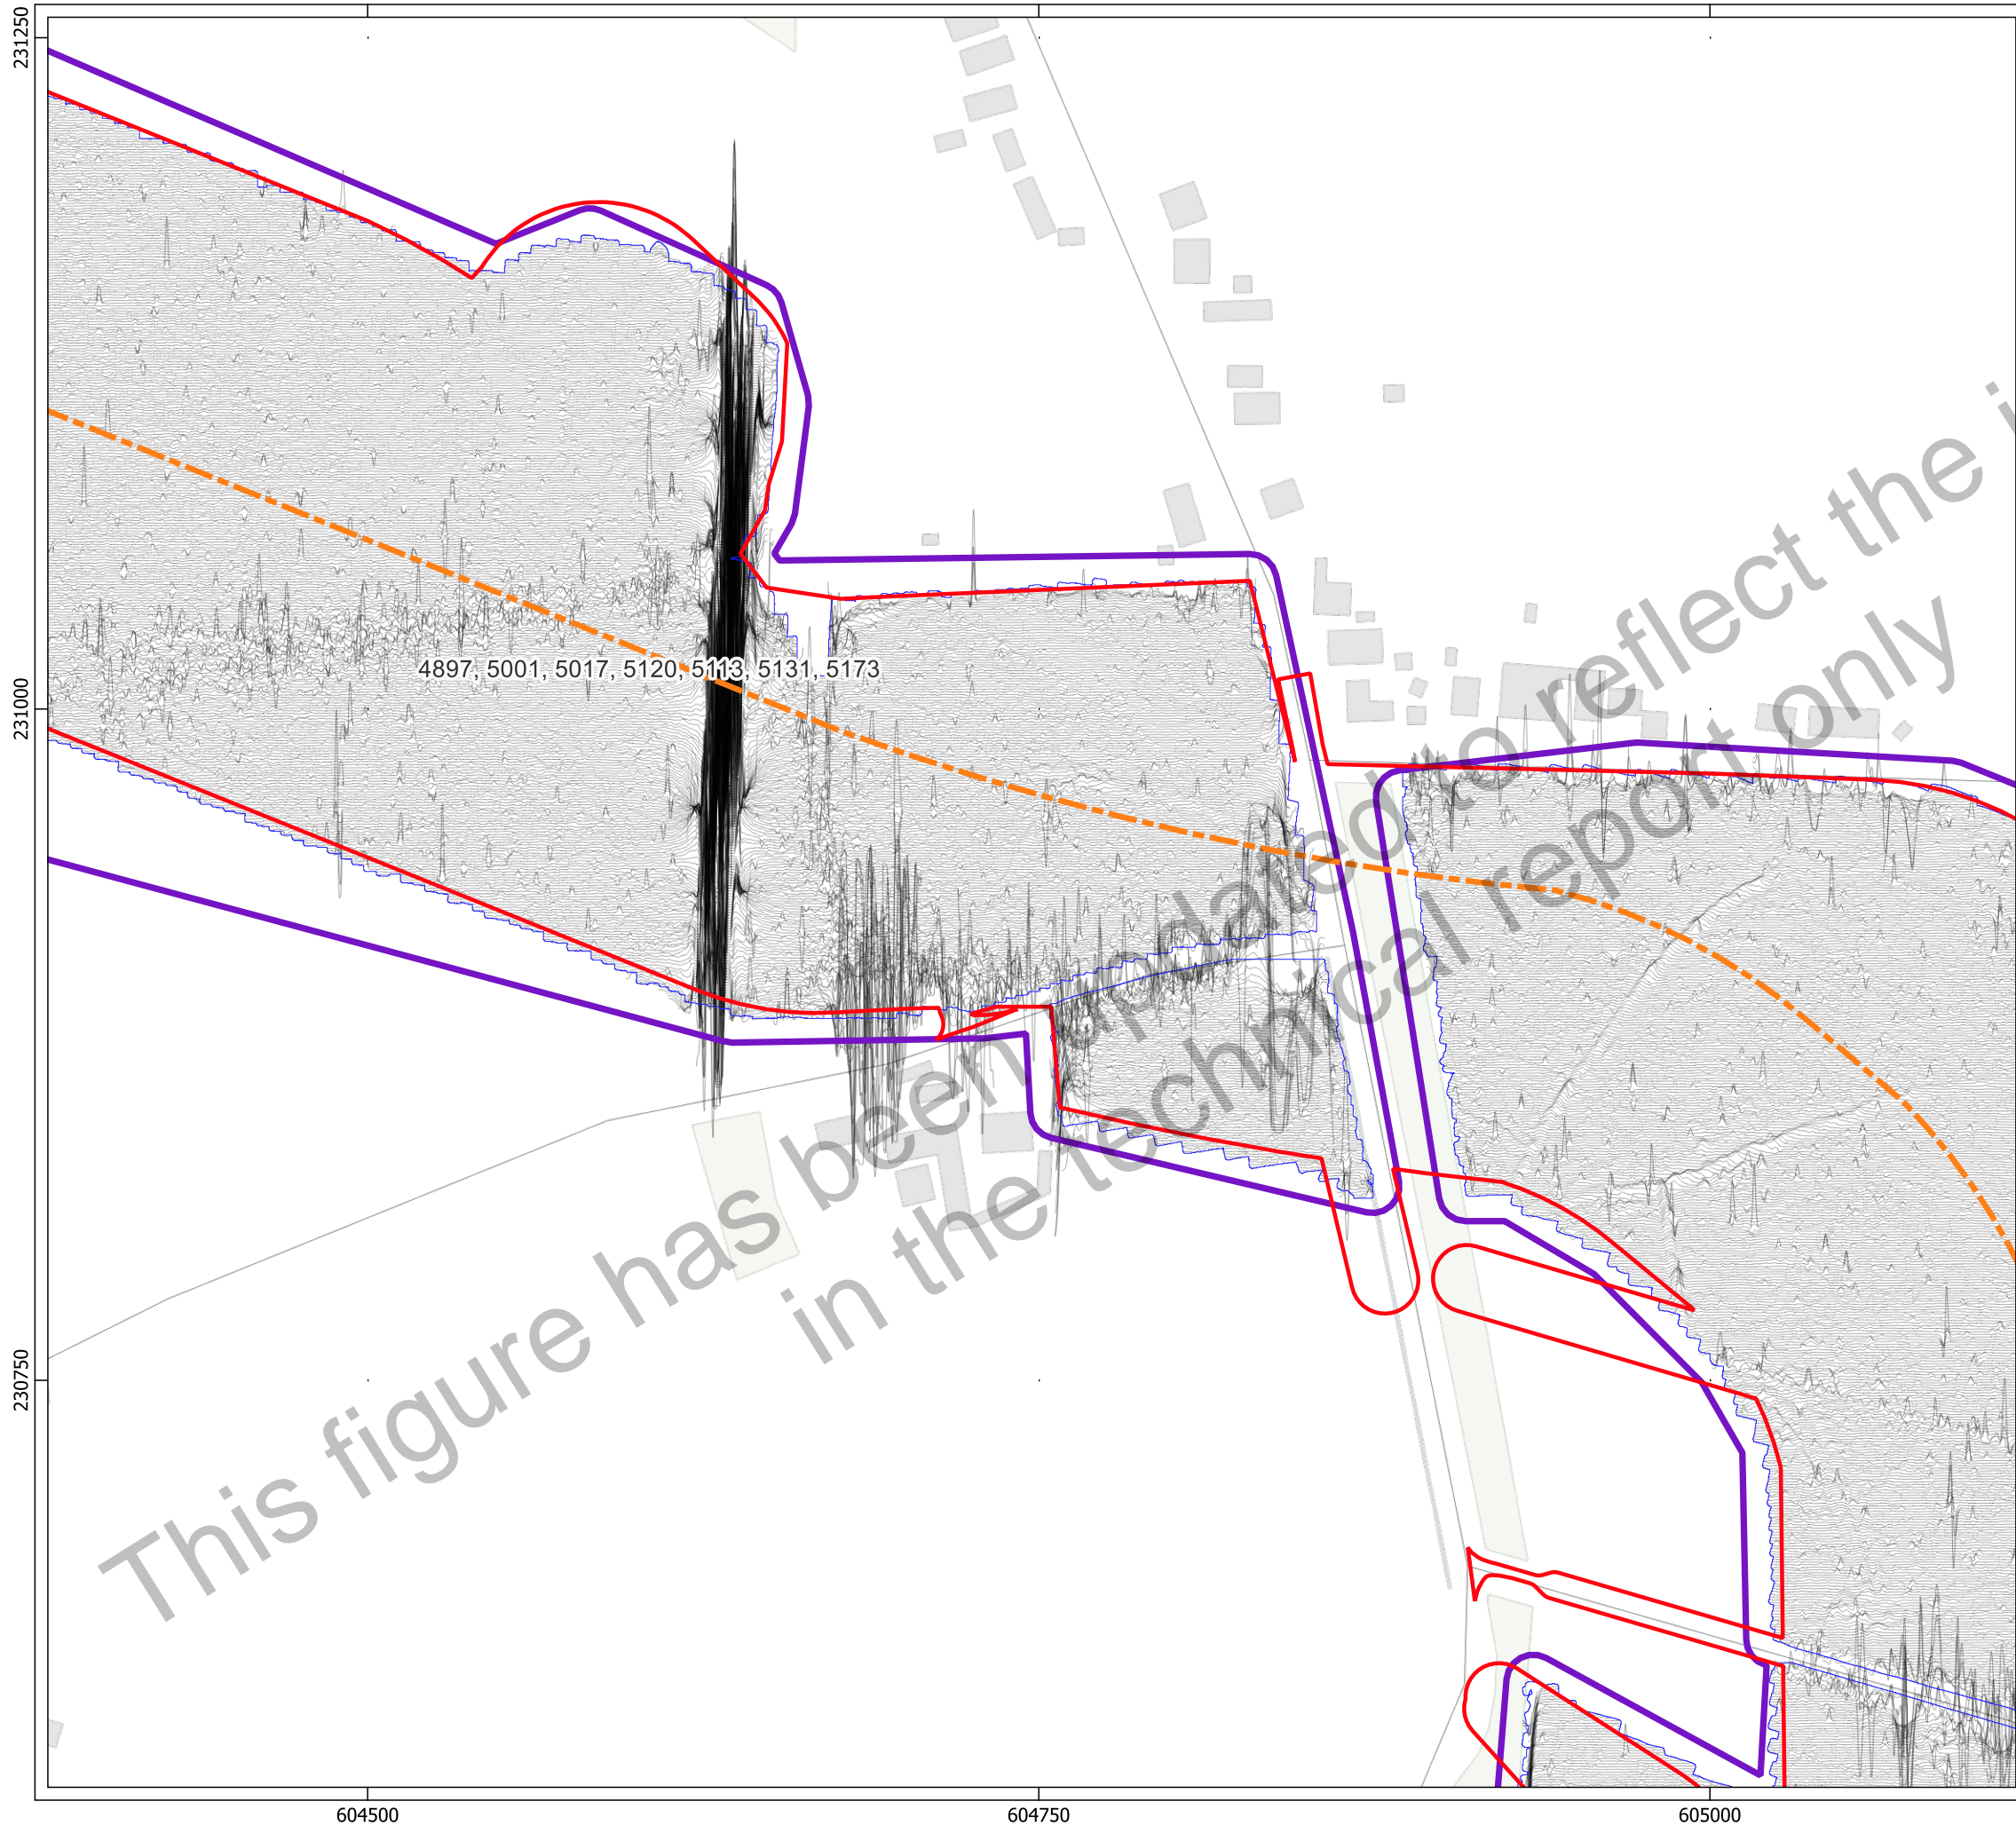 231250
231000
230750
4897, 5001, 5017, 5120, 5113, 5131, 5173
This figure has been updated to reflect the
in the technical report only
604500
604750
605000